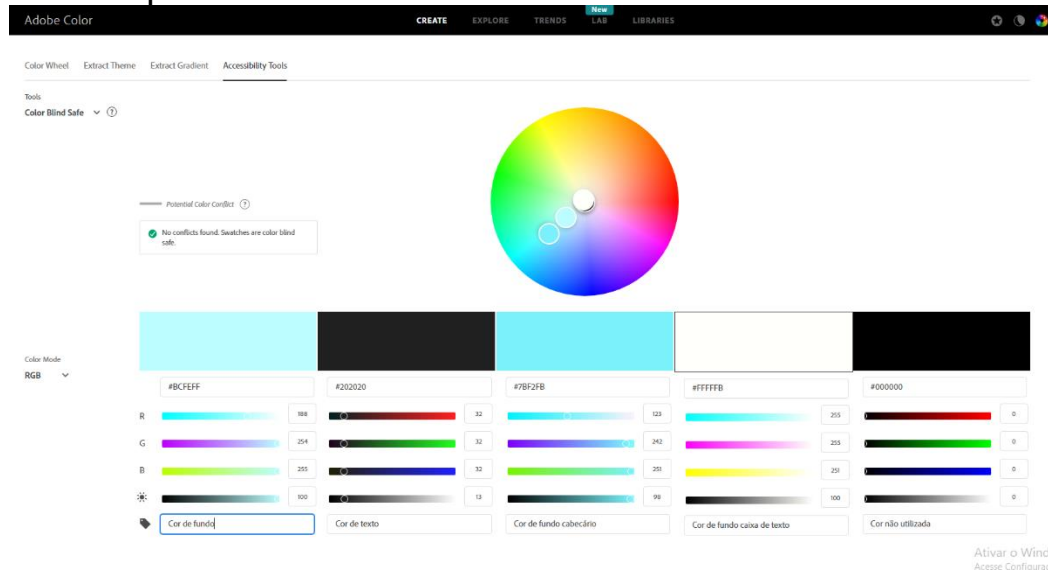 Adobe Color CREATE EXPLORE TRENDS New LAB LIBRARIES
Color Wheel Extract Theme Extract Gradient Accessibility Tools
Tools
Color Blind Safe ?
Potential Color Conflict ?
No conflicts found. Swatches are color blind
safe.
Color Mode
RGB
#BCFEFF #202020 #7BF2FB #FFFFFB #000000
R 188 32 123 255 0
G 254 32 242 255 0
B 255 32 251 251 0
100 13 98 100 0
Cor de fundo Cor de texto Cor de fundo cabecário Cor de fundo caixa de texto Cor não utilizada
Ativar o Wind
Acesse Configura